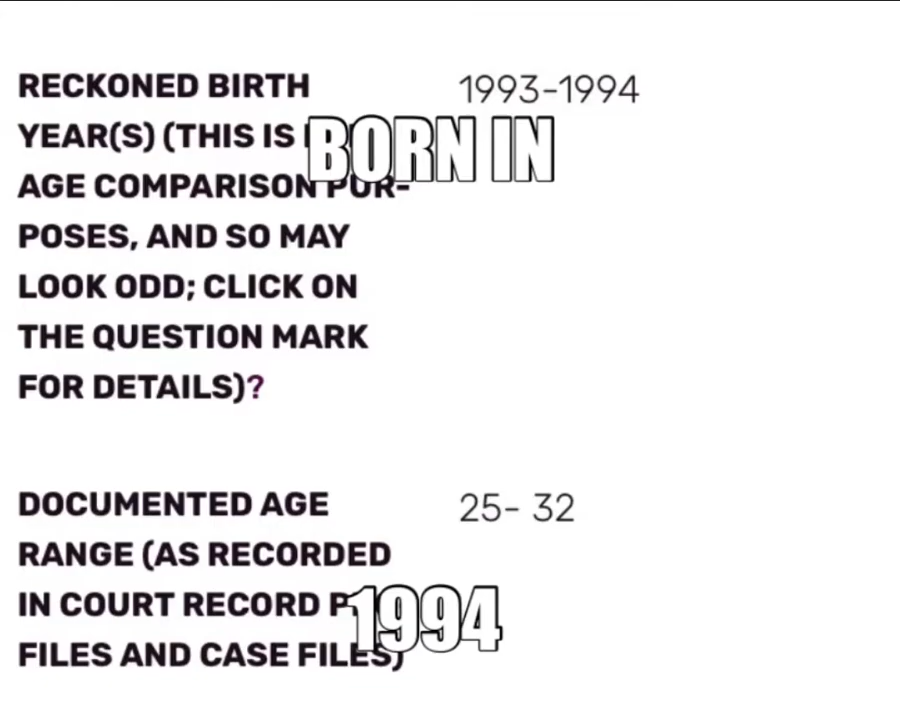 RECKONED BIRTH
YEAR(S) (THIS IS
AGE COMPARISON PUR-
POSES, AND SO MAY
LOOK ODD; CLICK ON
THE QUESTION MARK
FOR DETAILS)?
1993-1994
BORN IN
DOCUMENTED AGE
RANGE (AS RECORDED
IN COURT RECORD
FILES AND CASE FILES)
25- 32
1994